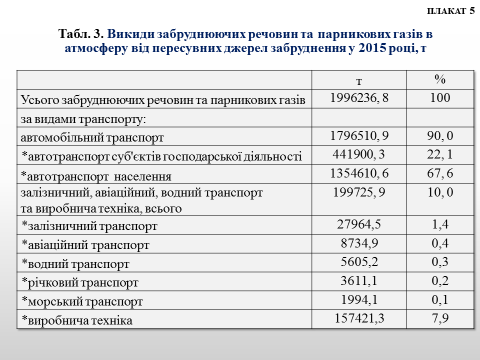 ПЛАКАТ 5
Табл. 3. Викиди забруднюючих речовин та парникових газів в
атмосферу від пересувних джерел забруднення у 2015 році, т
т %
Усього забруднюючих речовин та парникових газів 1996236, 8 100
за видами транспорту:
автомобільний транспорт 1796510, 9 90, 0
*автотранспорт суб'єктів господарської діяльності 441900, 3 22, 1
*автотранспорт населення 1354610, 6 67, 6
залізничний, авіаційний, водний транспорт 199725, 9 10, 0
та виробнича техніка, всього
*залізничний транспорт 27964,5 1,4
*авіаційний транспорт 8734,9 0,4
*водний транспорт 5605,2 0,3
*річковий транспорт 3611,1 0,2
*морський транспорт 1994,1 0,1
*виробнича техніка 157421,3 7,9